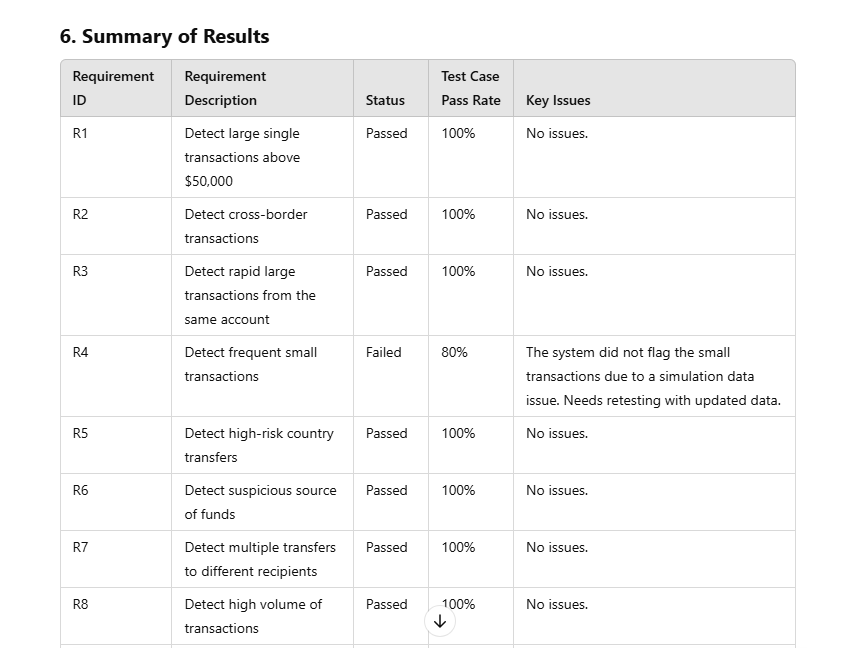 6. Summary of Results
Requirement ID | Requirement Description | Status | Test Case Pass Rate | Key Issues
R1 | Detect large single transactions above $50,000 | Passed | 100% | No issues.
R2 | Detect cross-border transactions | Passed | 100% | No issues.
R3 | Detect rapid large transactions from the same account | Passed | 100% | No issues.
R4 | Detect frequent small transactions | Failed | 80% | The system did not flag the small transactions due to a simulation data issue. Needs retesting with updated data.
R5 | Detect high-risk country transfers | Passed | 100% | No issues.
R6 | Detect suspicious source of funds | Passed | 100% | No issues.
R7 | Detect multiple transfers to different recipients | Passed | 100% | No issues.
R8 | Detect high volume of transactions | Passed | 100% | No issues.